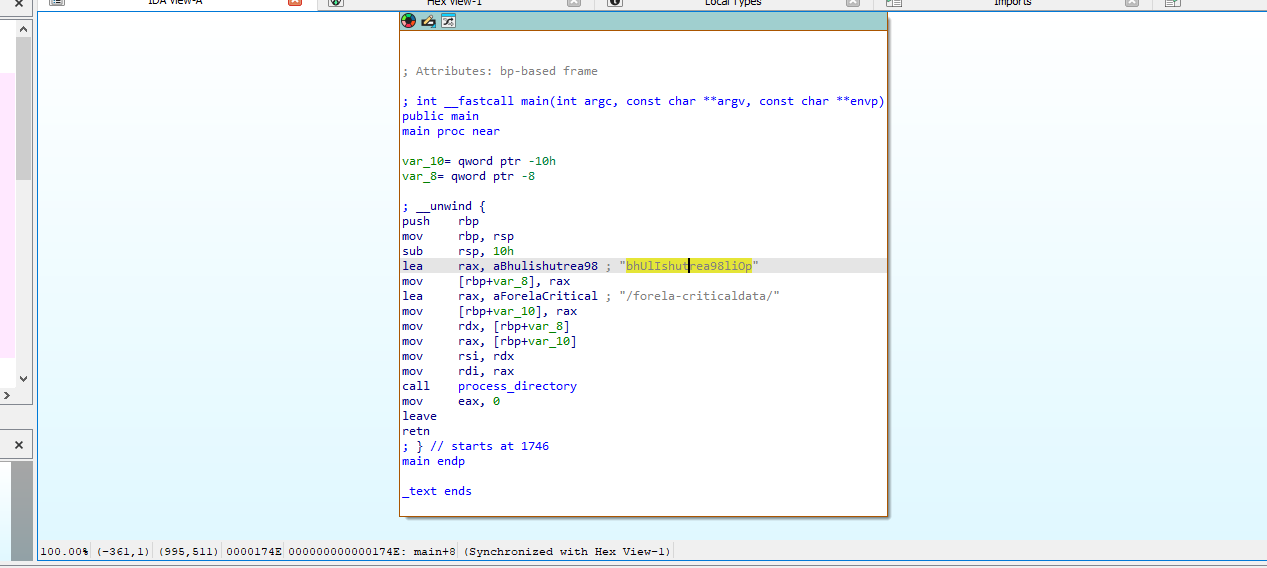 IDA View-A Hex View-1 Local Types Imports
; Attributes: bp-based frame
; int __fastcall main(int argc, const char **argv, const char **envp)
public main
main proc near
var_10= qword ptr -10h
var_8= qword ptr -8
; __unwind {
push rbp
mov rbp, rsp
sub rsp, 10h
lea rax, aBhulishutrea98 ; "bhUlIshutrea98liOp"
mov [rbp+var_8], rax
lea rax, aForelaCritical ; "/forela-criticaldata/"
mov [rbp+var_10], rax
mov rdx, [rbp+var_8]
mov rax, [rbp+var_10]
mov rsi, rdx
mov rdi, rax
call process_directory
mov eax, 0
leave
retn
; } // starts at 1746
main endp
_text ends
100.00% (-361,1) (995,511) 0000174E 000000000000174E: main+8 (Synchronized with Hex View-1)